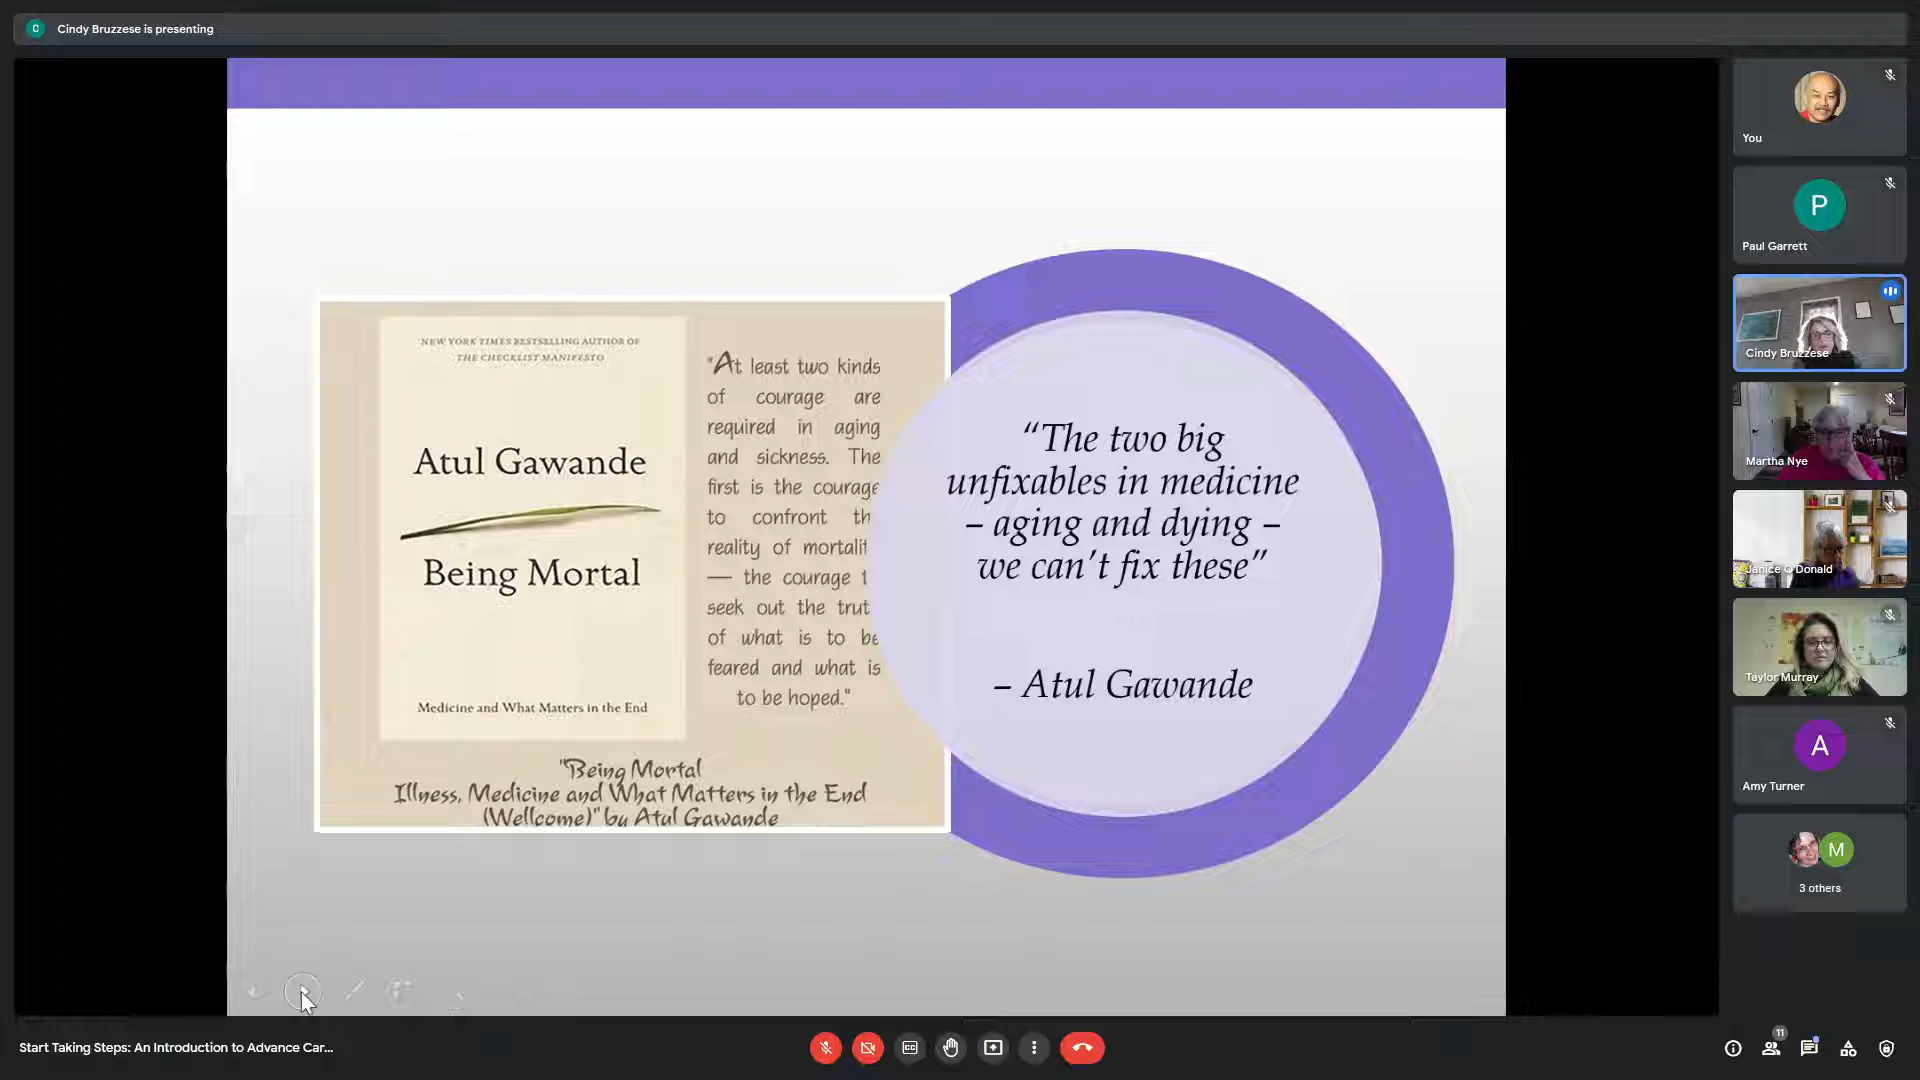 C
Cindy Bruzzese is presenting
NEW YORK TIMES BESTSELLING AUTHOR OF
THE CHECKLIST MANIFESTO
Atul Gawande
Being Mortal
Medicine and What Matters in the End
"At least two kinds
of courage are
required in aging
and sickness. The
first is the courage
to confront th
reality of mortalit
— the courage t
seek out the trut
of what is to be
feared and what is
to be hoped."
"Being Mortal
Illness, Medicine and What Matters in the End
(Wellcome)" by Atul Gawande
“The two big
unfixables in medicine
– aging and dying –
we can’t fix these”
– Atul Gawande
You
P
Paul Garrett
Cindy Bruzzese
Martha Nye
Janice O'Donald
Taylor Murray
A
Amy Turner
M
3 others
Start Taking Steps: An Introduction to Advance Car...
CC
11